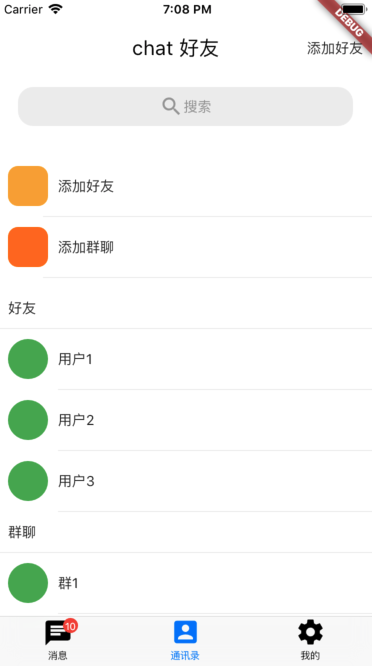 Carrier 7:08 PM
DEBUG
chat 好友 添加好友
搜索
添加好友
添加群聊
好友
用户1
用户2
用户3
群聊
群1
10
消息 通讯录 我的